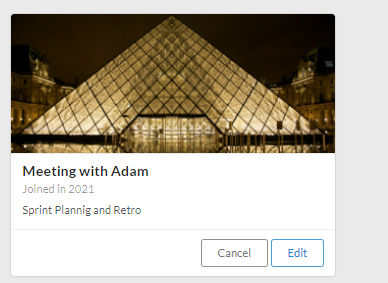 Meeting with Adam
Joined in 2021
Sprint Plannig and Retro
Cancel Edit